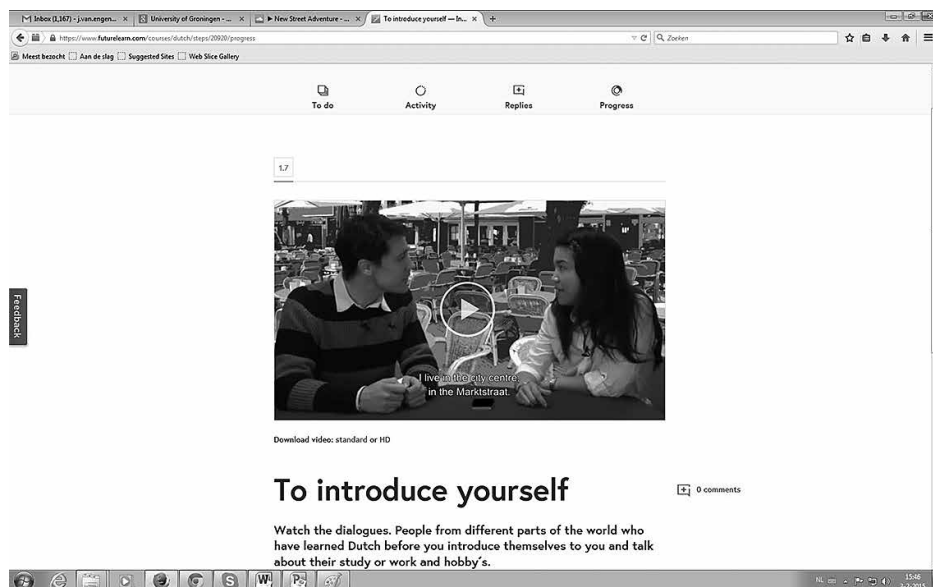 Inbox (1,167) - j.van.engen... ×
University of Groningen - ... ×
New Street Adventure - ... ×
To introduce yourself — In... ×
https://www.futurelearn.com/courses/dutch/steps/20920/progress
Zoeken
Meest bezocht Aan de slag Suggested Sites Web Slice Gallery
To do Activity Replies Progress
1.7
Feedback
I live in the city centre,
in the Marktstraat.
Download video: standard or HD
To introduce yourself
0 comments
Watch the dialogues. People from different parts of the world who
have learned Dutch before you introduce themselves to you and talk
about their study or work and hobby's.
NL 15:46
2-2-2015